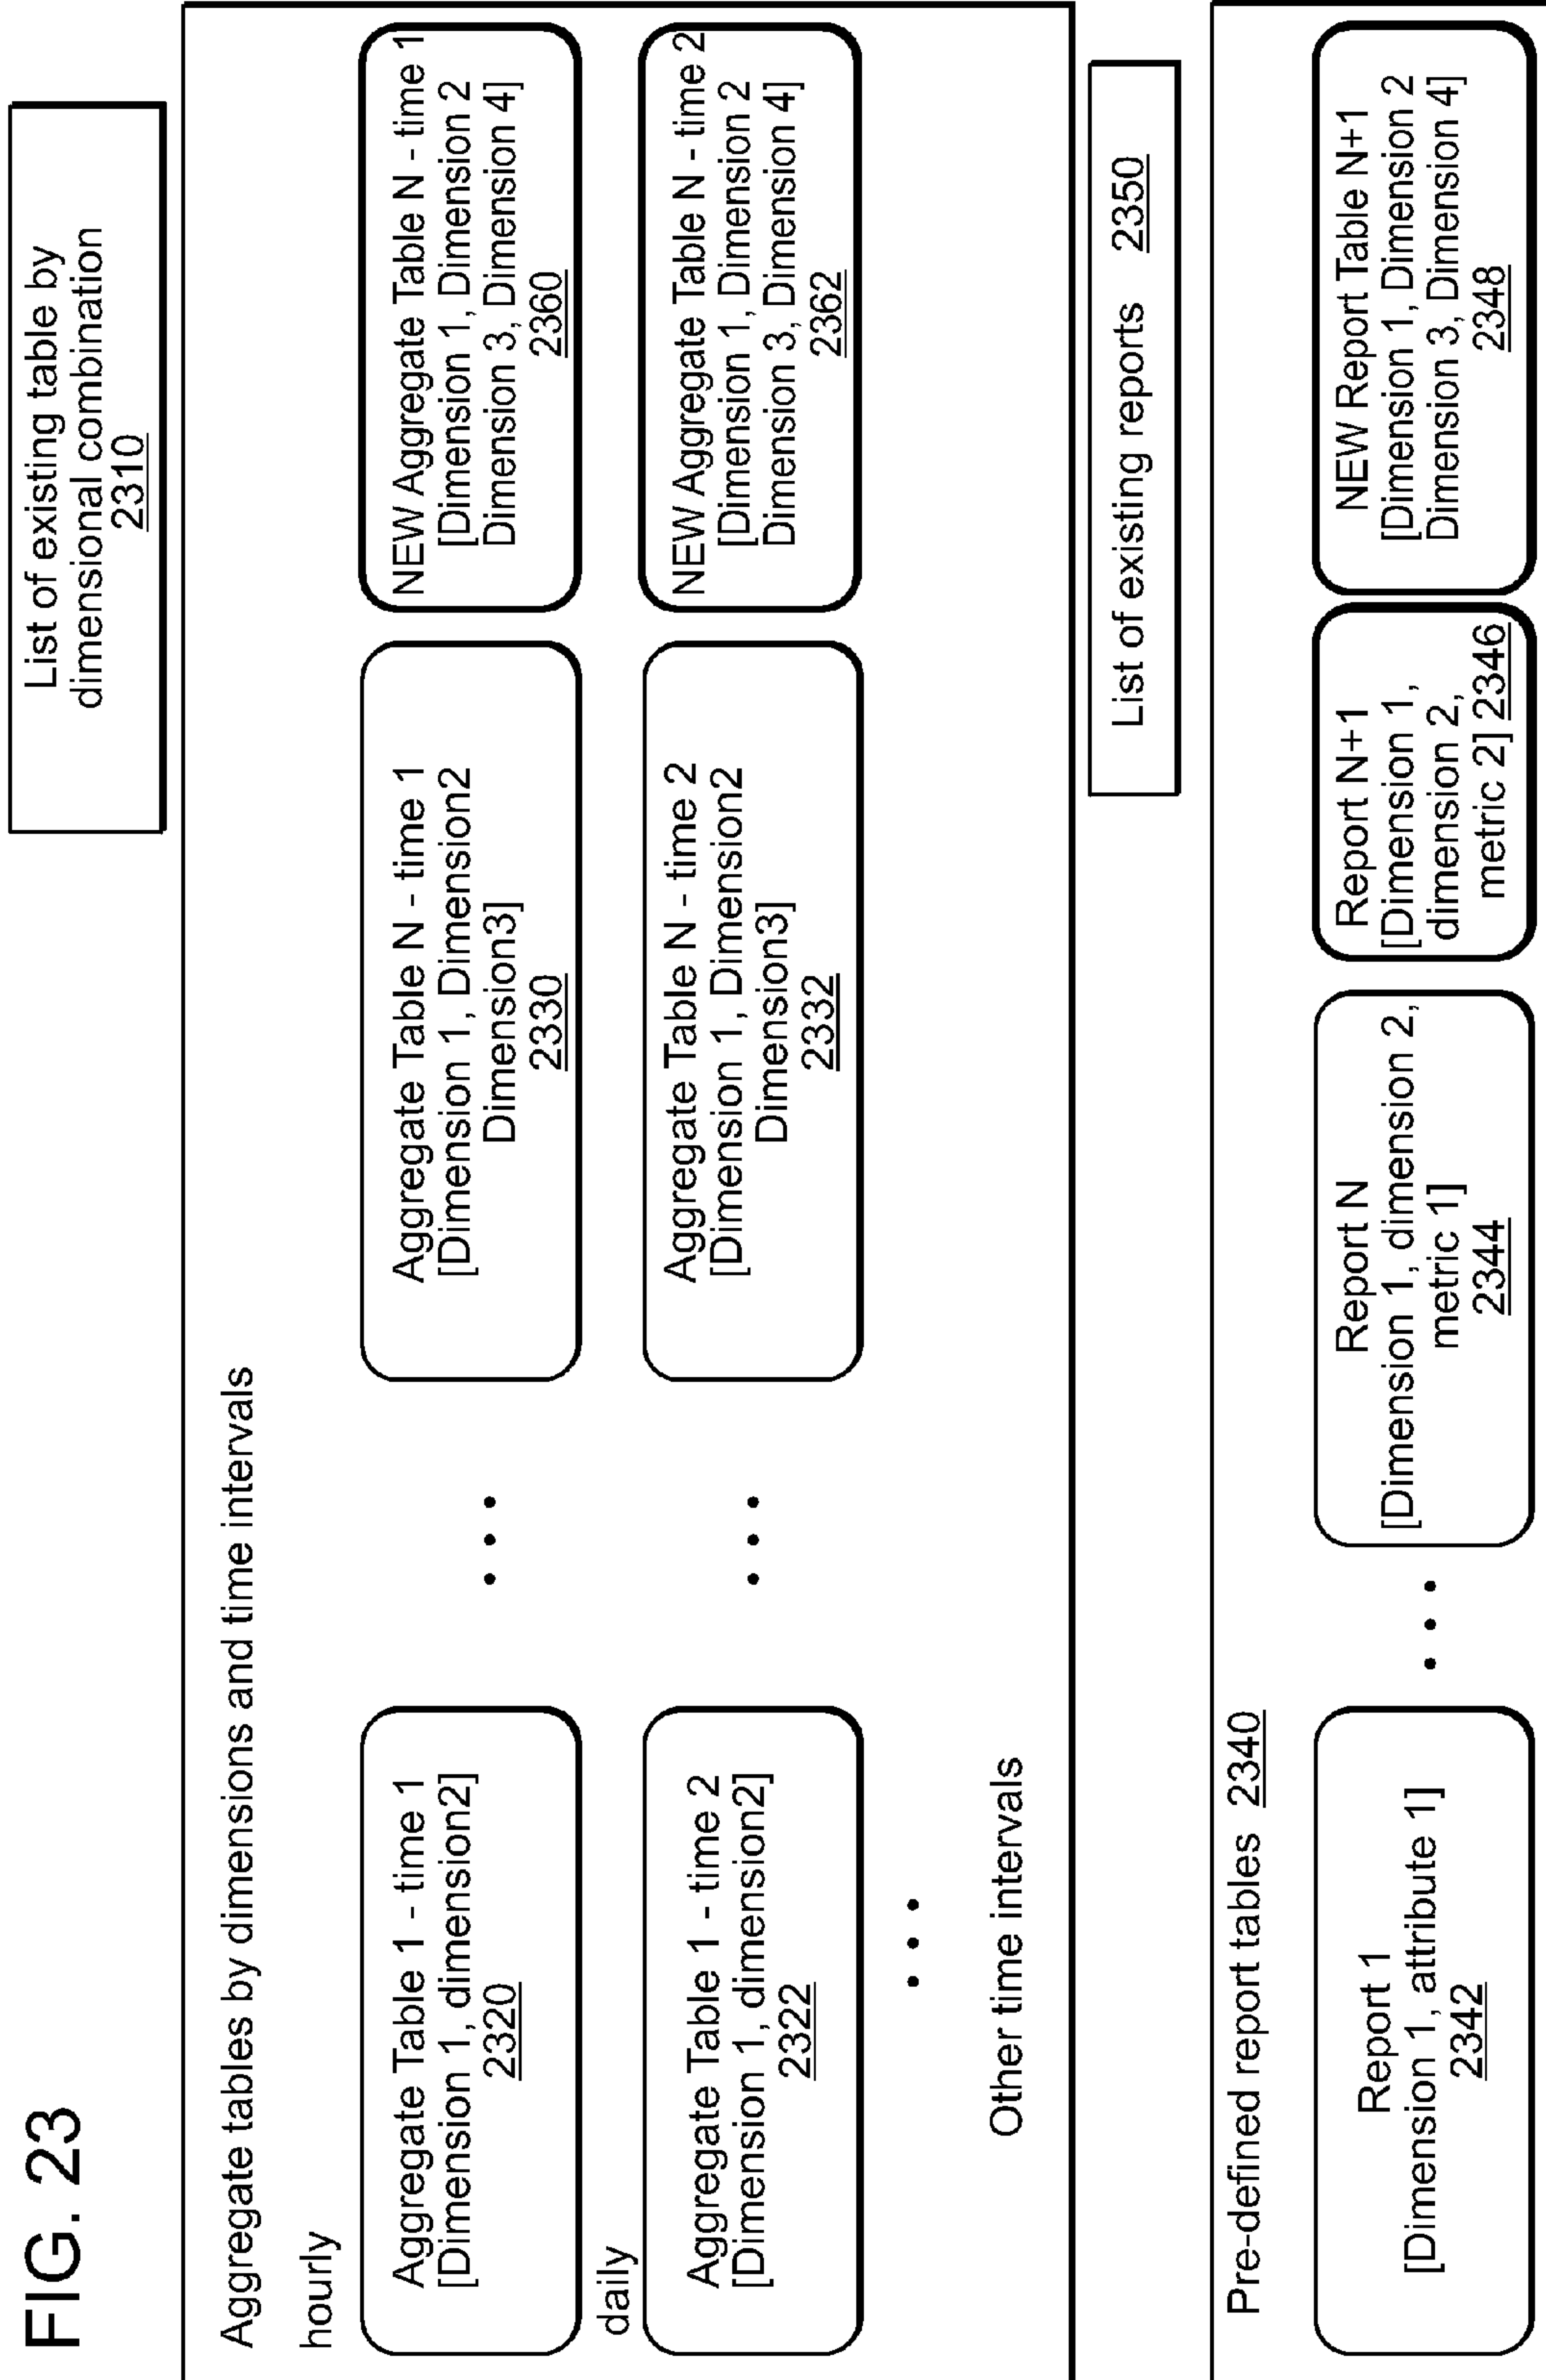 FIG. 23
List of existing table by
dimensional combination
2310
Aggregate tables by dimensions and time intervals
hourly
Aggregate Table 1 - time 1
[Dimension 1, dimension2]
2320
• • •
Aggregate Table N - time 1
[Dimension 1, Dimension2
Dimension3]
2330
NEW Aggregate Table N - time 1
[Dimension 1, Dimension 2
Dimension 3, Dimension 4]
2360
daily
Aggregate Table 1 - time 2
[Dimension 1, dimension2]
2322
• • •
Aggregate Table N - time 2
[Dimension 1, Dimension2
Dimension3]
2332
NEW Aggregate Table N - time 2
[Dimension 1, Dimension 2
Dimension 3, Dimension 4]
2362
• • •
Other time intervals
List of existing reports 2350
Pre-defined report tables 2340
Report 1
[Dimension 1, attribute 1]
2342
• • •
Report N
[Dimension 1, dimension 2,
metric 1]
2344
Report N+1
[Dimension 1,
dimension 2,
metric 2] 2346
NEW Report Table N+1
[Dimension 1, Dimension 2
Dimension 3, Dimension 4]
2348